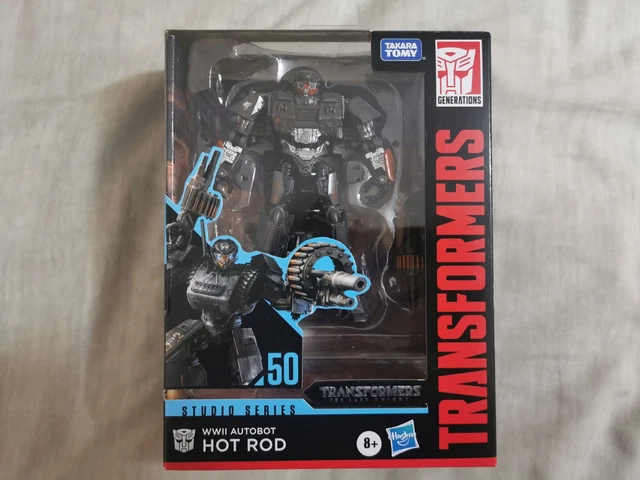 TAKARA
TOMY
GENERATIONS
TRANSFORMERS
50
TRANSFORMERS
THE LAST KNIGHT
STUDIO SERIES
WWII AUTOBOT
HOT ROD
8+
Hasbro